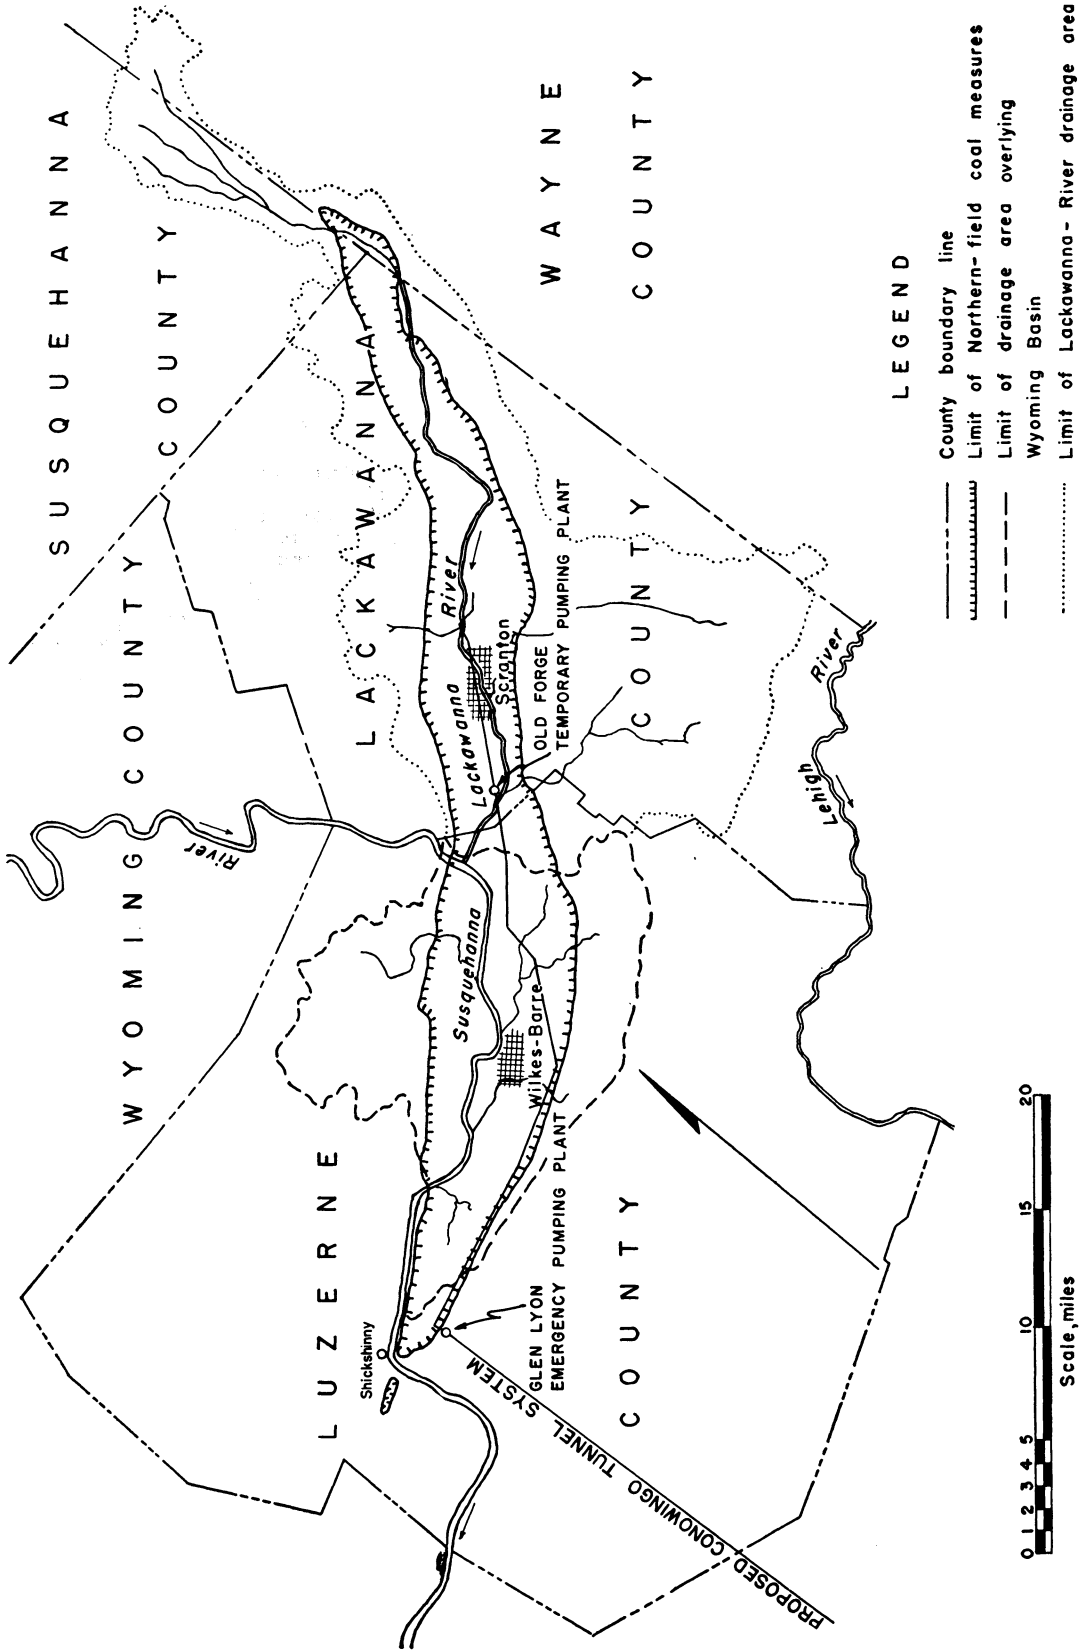 SUSQUEHANNA
COUNTY
WYOMING COUNTY
LACKAWANNA
COUNTY
WAYNE
COUNTY
LUZERNE
COUNTY
River
Susquehanna
Lackawanna
River
Scranton
OLD FORGE
TEMPORARY PUMPING PLANT
Wilkes-Barre
GLEN LYON
EMERGENCY PUMPING PLANT
Shickshinny
PROPOSED CONOWINGO TUNNEL SYSTEM
Lehigh
River
LEGEND
County boundary line
Limit of Northern-field coal measures
Limit of drainage area overlying
Wyoming Basin
Limit of Lackawanna-River drainage area
0 1 2 3 4 5 10 15 20
Scale, miles